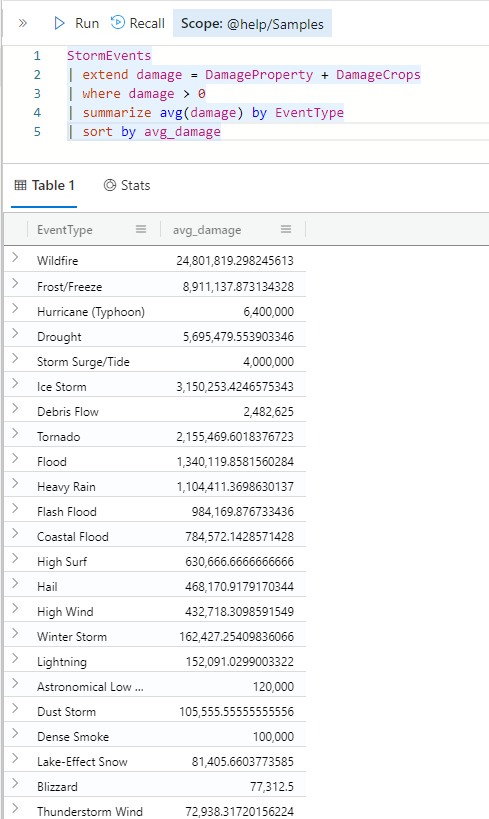 Run Recall Scope: @help/Samples
1 StormEvents
2 | extend damage = DamageProperty + DamageCrops
3 | where damage > 0
4 | summarize avg(damage) by EventType
5 | sort by avg_damage
Table 1 Stats
EventType avg_damage
Wildfire 24,801,819.298245613
Frost/Freeze 8,911,137.873134328
Hurricane (Typhoon) 6,400,000
Drought 5,695,479.553903346
Storm Surge/Tide 4,000,000
Ice Storm 3,150,253.4246575343
Debris Flow 2,482,625
Tornado 2,155,469.6018376723
Flood 1,340,119.8581560284
Heavy Rain 1,104,411.3698630137
Flash Flood 984,169.876733436
Coastal Flood 784,572.1428571428
High Surf 630,666.6666666666
Hail 468,170.9179170344
High Wind 432,718.3098591549
Winter Storm 162,427.25409836066
Lightning 152,091.0299003322
Astronomical Low ... 120,000
Dust Storm 105,555.55555555556
Dense Smoke 100,000
Lake-Effect Snow 81,405.6603773585
Blizzard 77,312.5
Thunderstorm Wind 72,938.31720156224